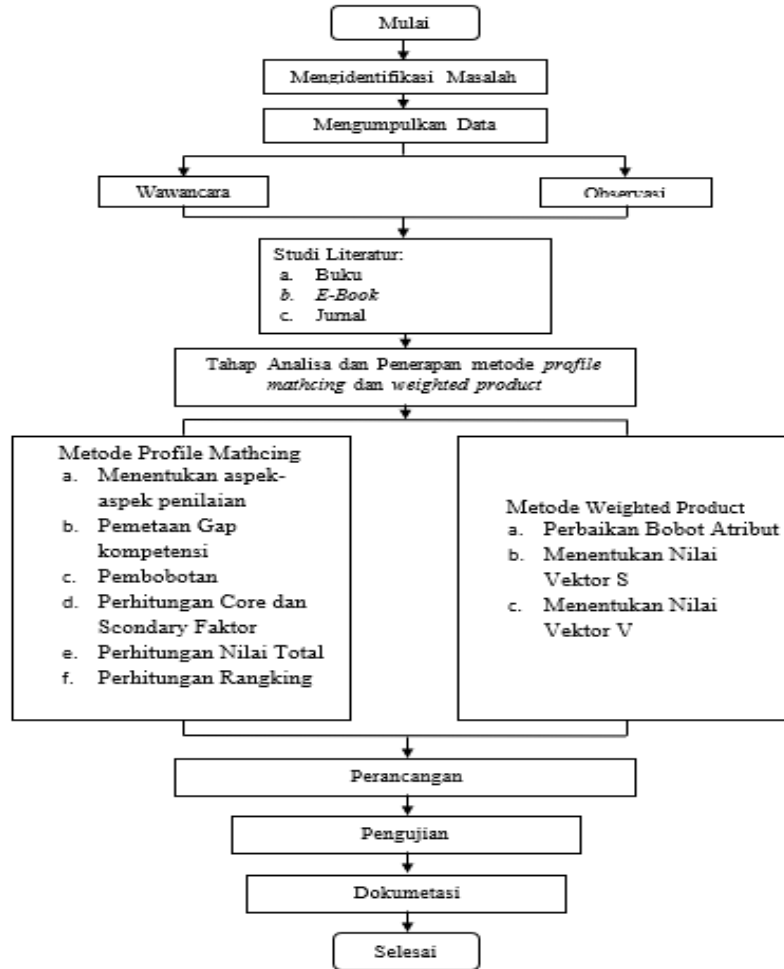 Mulai
Mengidentifikasi Masalah
Mengumpulkan Data
Wawancara
Observasi
Studi Literatur:
a. Buku
b. E-Book
c. Jurnal
Tahap Analisa dan Penerapan metode profile
mathcing dan weighted product
Metode Profile Mathcing
a. Menentukan aspek-
aspek penilaian
b. Pemetaan Gap
kompetensi
c. Pembobotan
d. Perhitungan Core dan
Scondary Faktor
e. Perhitungan Nilai Total
f. Perhitungan Rangking
Metode Weighted Product
a. Perbaikan Bobot Atribut
b. Menentukan Nilai
Vektor S
c. Menentukan Nilai
Vektor V
Perancangan
Pengujian
Dokumetasi
Selesai